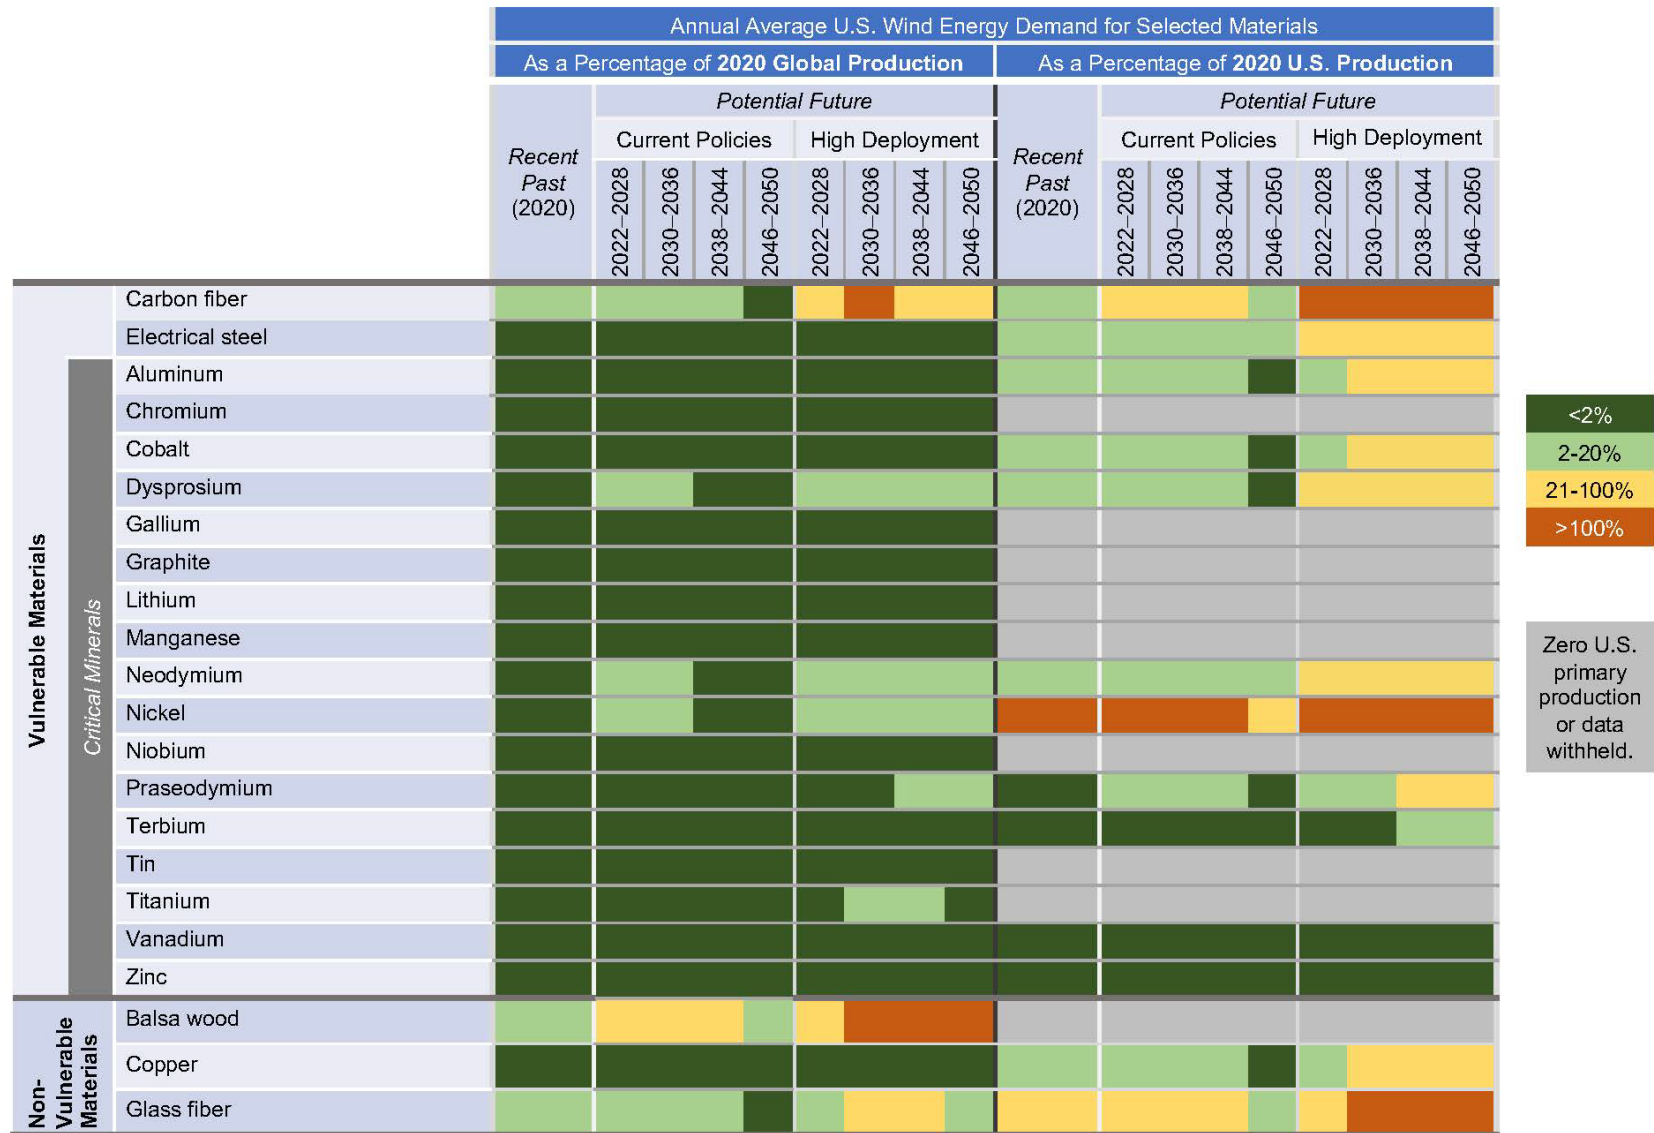 Annual Average U.S. Wind Energy Demand for Selected Materials
As a Percentage of 2020 Global Production
As a Percentage of 2020 U.S. Production
Recent
Past
(2020)
Potential Future
Current Policies
High Deployment
2022–2028
2030–2036
2038–2044
2046–2050
2022–2028
2030–2036
2038–2044
2046–2050
Recent
Past
(2020)
Potential Future
Current Policies
High Deployment
2022–2028
2030–2036
2038–2044
2046–2050
2022–2028
2030–2036
2038–2044
2046–2050
Vulnerable Materials
Critical Minerals
Carbon fiber
Electrical steel
Aluminum
Chromium
Cobalt
Dysprosium
Gallium
Graphite
Lithium
Manganese
Neodymium
Nickel
Niobium
Praseodymium
Terbium
Tin
Titanium
Vanadium
Zinc
Non-
Vulnerable
Materials
Balsa wood
Copper
Glass fiber
<2%
2-20%
21-100%
>100%
Zero U.S.
primary
production
or data
withheld.